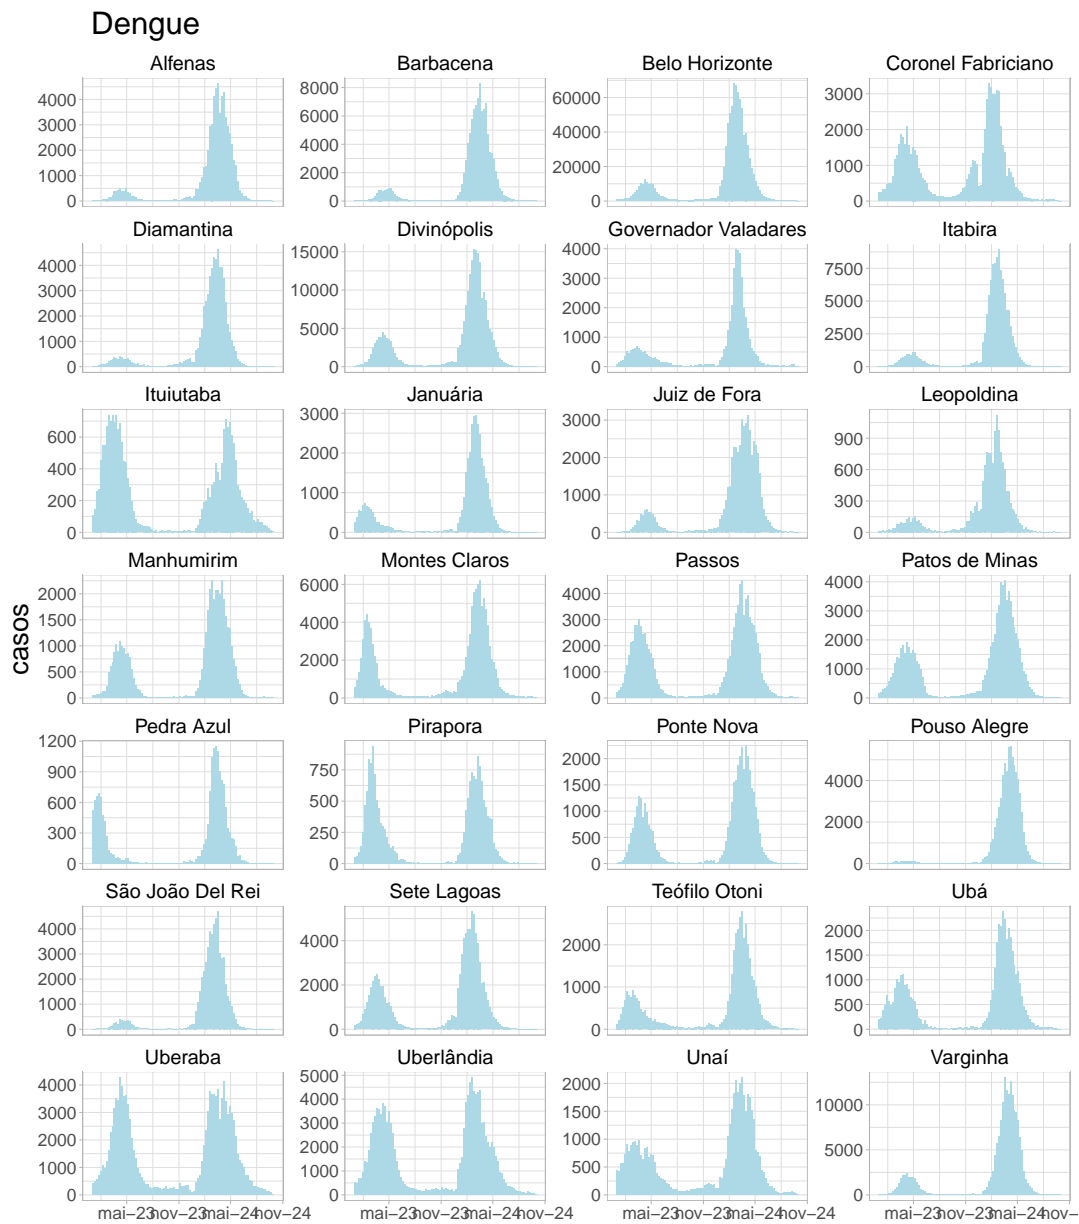 Dengue
Alfenas Barbacena Belo Horizonte Coronel Fabriciano
4000 3000 2000 1000 0
8000 6000 4000 2000 0
60000 40000 20000 0
3000 2000 1000 0
Diamantina Divinópolis Governador Valadares Itabira
4000 3000 2000 1000 0
15000 10000 5000 0
4000 3000 2000 1000 0
7500 5000 2500 0
Ituiutaba Januária Juiz de Fora Leopoldina
600 400 200 0
3000 2000 1000 0
3000 2000 1000 0
900 600 300 0
Manhumirim Montes Claros Passos Patos de Minas
2000 1500 1000 500 0
6000 4000 2000 0
4000 3000 2000 1000 0
4000 3000 2000 1000 0
casos
Pedra Azul Pirapora Ponte Nova Pouso Alegre
1200 900 600 300 0
750 500 250 0
2000 1500 1000 500 0
4000 2000 0
São João Del Rei Sete Lagoas Teófilo Otoni Ubá
4000 3000 2000 1000 0
4000 2000 0
2000 1000 0
2000 1500 1000 500 0
Uberaba Uberlândia Unaí Varginha
4000 3000 2000 1000 0
5000 4000 3000 2000 1000 0
2000 1500 1000 500 0
10000 5000 0
mai−23 nov−23 mai−24 nov−24 mai−23 nov−23 mai−24 nov−24 mai−23 nov−23 mai−24 nov−24 mai−23 nov−23 mai−24 nov−